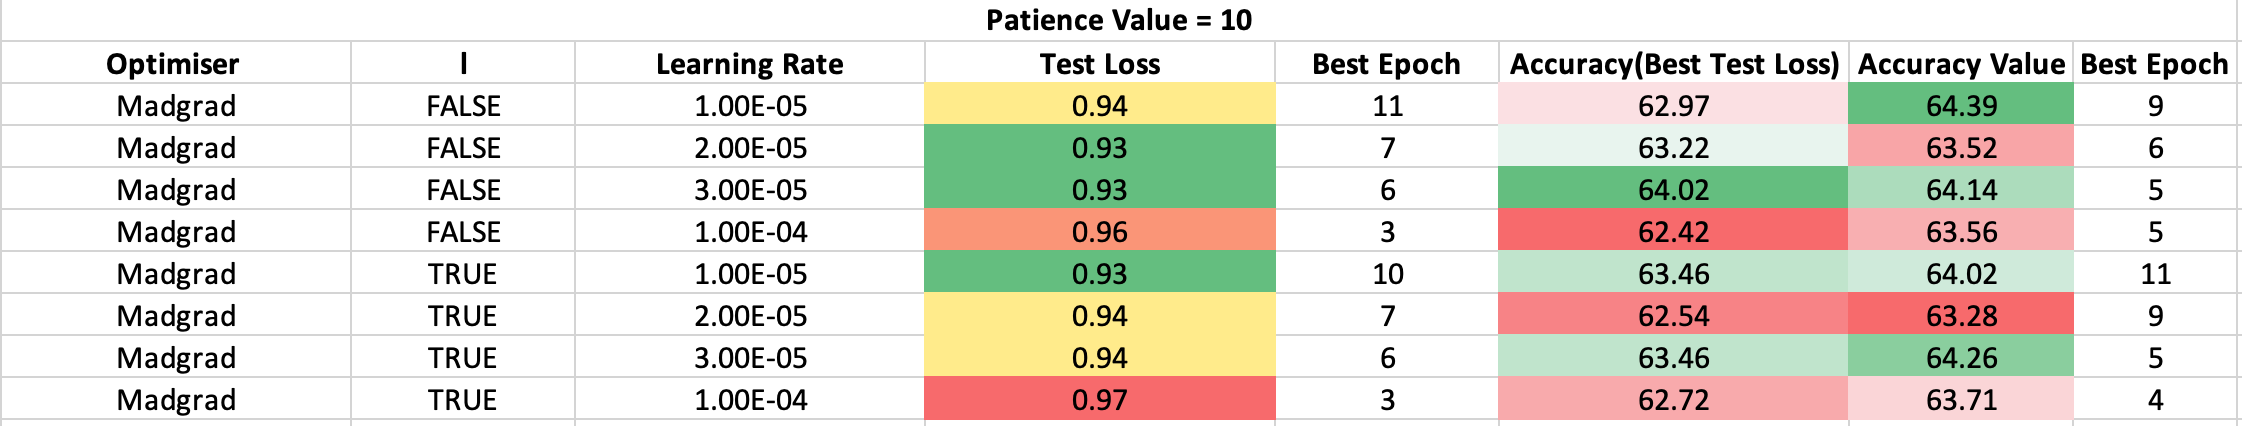 Patience Value = 10
Optimiser l Learning Rate Test Loss Best Epoch Accuracy(Best Test Loss) Accuracy Value Best Epoch
Madgrad FALSE 1.00E-05 0.94 11 62.97 64.39 9
Madgrad FALSE 2.00E-05 0.93 7 63.22 63.52 6
Madgrad FALSE 3.00E-05 0.93 6 64.02 64.14 5
Madgrad FALSE 1.00E-04 0.96 3 62.42 63.56 5
Madgrad TRUE 1.00E-05 0.93 10 63.46 64.02 11
Madgrad TRUE 2.00E-05 0.94 7 62.54 63.28 9
Madgrad TRUE 3.00E-05 0.94 6 63.46 64.26 5
Madgrad TRUE 1.00E-04 0.97 3 62.72 63.71 4